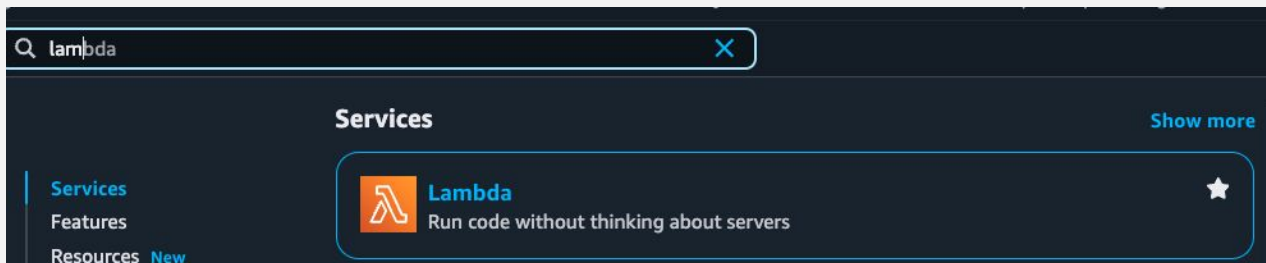 lambda
Services
Show more
Services
Features
Resources New
Lambda
Run code without thinking about servers